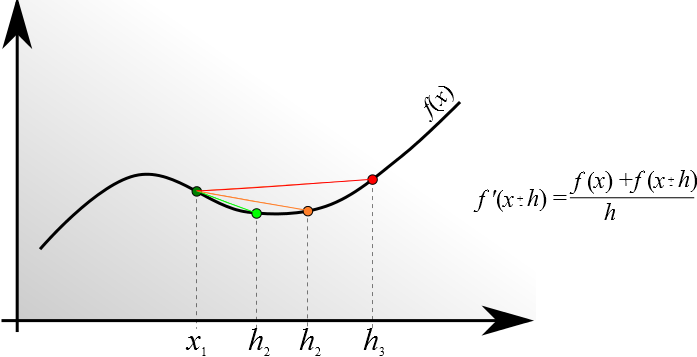 f(x)
f'(x÷h) = f(x) + f(x÷h)
h
x₁ h₂ h₂ h₃